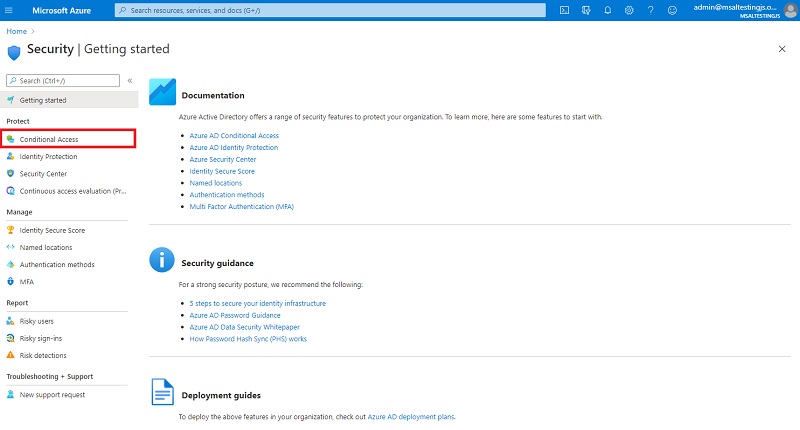 Microsoft Azure
Search resources, services, and docs (G+/)
admin@msaltestingjs.o...
MSALTESTINGJS
Home
Security | Getting started
Search (Ctrl+/)
Getting started
Protect
Conditional Access
Identity Protection
Security Center
Continuous access evaluation (Pr...
Manage
Identity Secure Score
Named locations
Authentication methods
MFA
Report
Risky users
Risky sign-ins
Risk detections
Troubleshooting + Support
New support request
Documentation
Azure Active Directory offers a range of security features to protect your organization. To learn more, here are some features to start with.
Azure AD Conditional Access
Azure AD Identity Protection
Azure Security Center
Identity Secure Score
Named locations
Authentication methods
Multi Factor Authentication (MFA)
Security guidance
For a strong security posture, we recommend the following:
5 steps to secure your identity infrastructure
Azure AD Password Guidance
Azure AD Data Security Whitepaper
How Password Hash Sync (PHS) works
Deployment guides
To deploy the above features in your organization, check out Azure AD deployment plans.